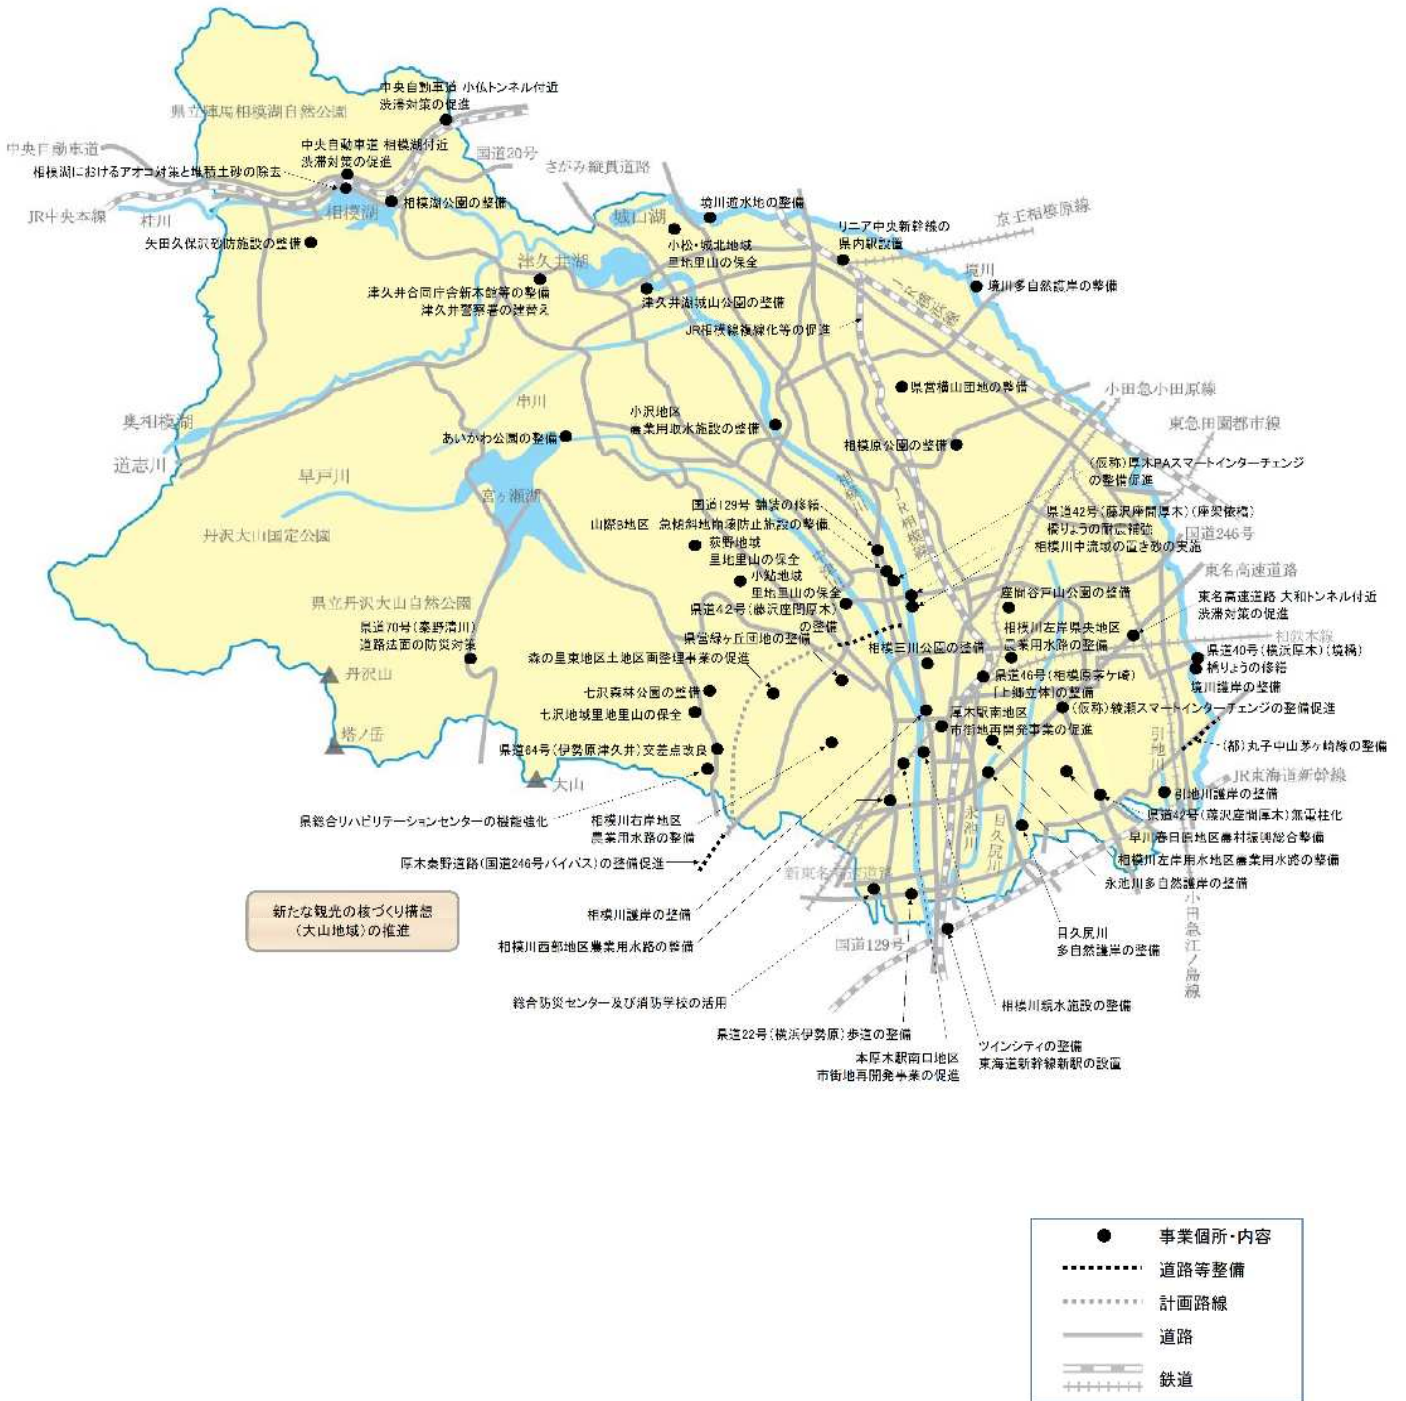 中央自動車道 小仏トンネル付近
渋滞対策の促進
県立陣馬相模湖自然公園
中央自動車道
中央自動車道 相模湖付近
渋滞対策の促進
国道20号
さがみ縦貫道路
相模湖におけるアオコ対策と堆積土砂の除去
JR中央本線
桂川
相模湖
相模湖公園の整備
城山湖
境川遊水地の整備
京王相模原線
矢田久保沢砂防施設の整備
小松・城北地域
里地里山の保全
リニア中央新幹線の
県内駅設置
津久井湖
境川
境川多自然護岸の整備
津久井合同庁舎新本館等の整備
津久井警察署の建替え
津久井湖城山公園の整備
JR横浜線
JR相模線複線化等の促進
県営横山団地の整備
小田急小田原線
串川
小沢地区
農業用取水施設の整備
奥相模湖
東急田園都市線
あいかわ公園の整備
相模原公園の整備
道志川
早戸川
(仮称)厚木PAスマートインターチェンジ
の整備促進
宮ヶ瀬湖
相模川
JR相模線
国道129号 舗装の修繕
県道42号(藤沢座間厚木)(座架依橋)
橋りょうの耐震補強
山際B地区 急傾斜地崩壊防止施設の整備
丹沢大山国定公園
国道246号
荻野地域
里地里山の保全
相模川中流域の置き砂の実施
東名高速道路
小鮎地域
里地里山の保全
県立丹沢大山自然公園
座間谷戸山公園の整備
東名高速道路 大和トンネル付近
渋滞対策の促進
県道42号(藤沢座間厚木)
の整備
県道70号(秦野清川)
道路法面の防災対策
相模川左岸県央地区
農業用水路の整備
県営緑ヶ丘団地の整備
相鉄本線
相模三川公園の整備
県道40号(横浜厚木)(境橋)
橋りょうの修繕
森の里東地区土地区画整理事業の促進
丹沢山
県道46号(相模原茅ケ崎)
[上郷立体]の整備
境川護岸の整備
七沢森林公園の整備
七沢地域里地里山の保全
厚木駅南地区
市街地再開発事業の促進
(仮称)綾瀬スマートインターチェンジの整備促進
塔ノ岳
県道64号(伊勢原津久井)交差点改良
引地川
(都)丸子中山茅ヶ崎線の整備
大山
JR東海道新幹線
引地川護岸の整備
県総合リハビリテーションセンターの機能強化
相模川右岸地区
農業用水路の整備
永池川
目久尻川
県道42号(藤沢座間厚木)無電柱化
早川春日原地区農村振興総合整備
厚木秦野道路(国道246号バイパス)の整備促進
相模川左岸用水地区農業用水路の整備
新東名高速道路
永池川多自然護岸の整備
新たな観光の核づくり構想
(大山地域)の推進
相模川護岸の整備
小田急江ノ島線
相模川西部地区農業用水路の整備
国道129号
目久尻川
多自然護岸の整備
総合防災センター及び消防学校の活用
相模川親水施設の整備
県道22号(横浜伊勢原)歩道の整備
本厚木駅南口地区
市街地再開発事業の促進
ツインシティの整備
東海道新幹線新駅の設置
事業個所・内容
道路等整備
計画路線
道路
鉄道